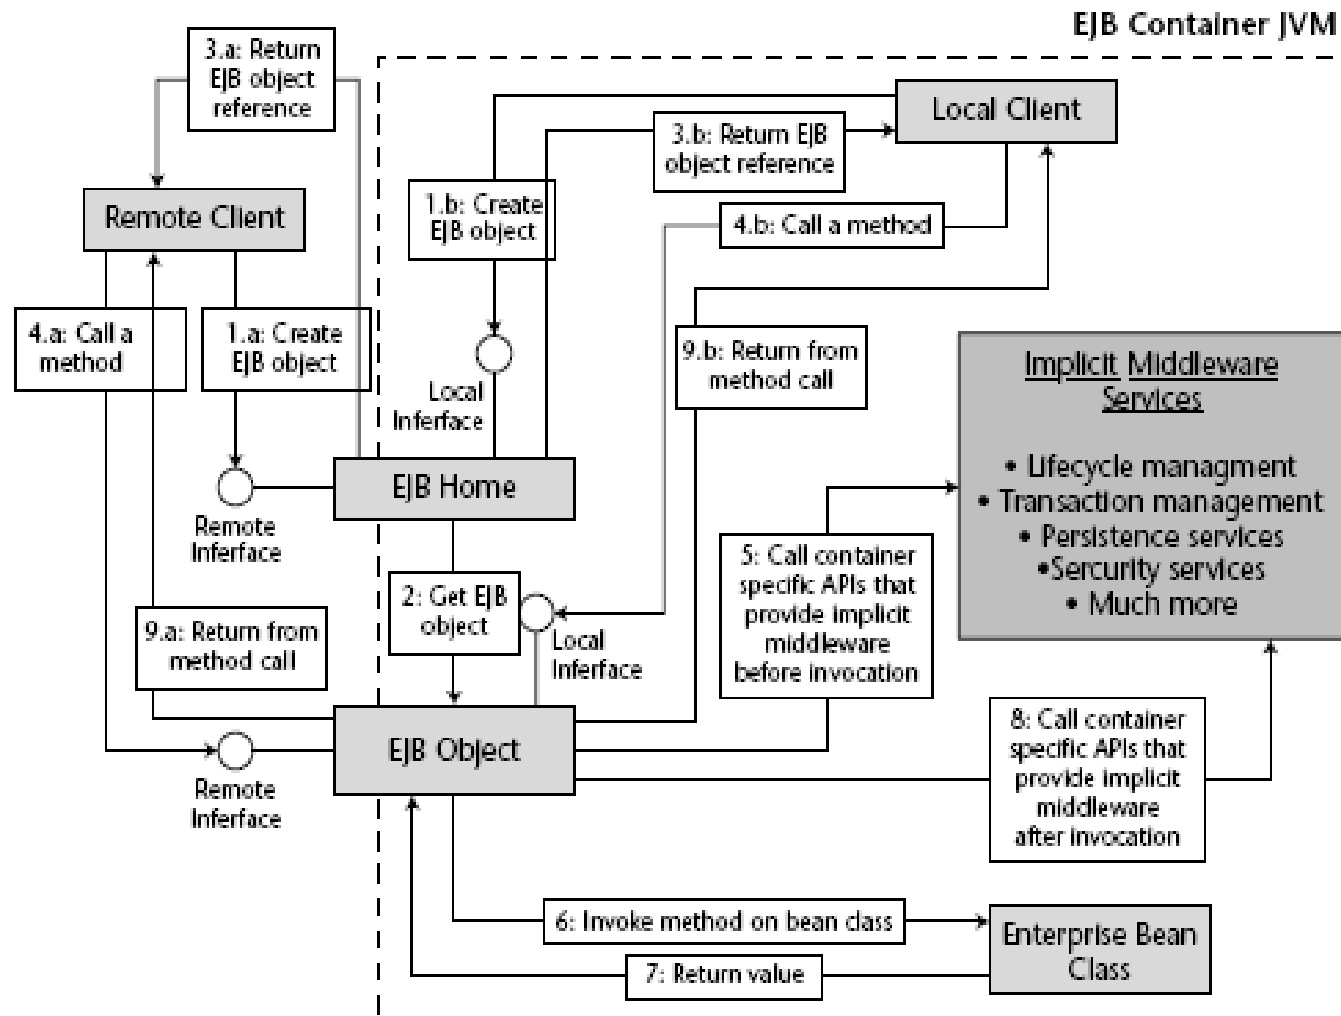 EJB Container JVM
3.a: Return
EJB object
reference
Local Client
3.b: Return EJB
object reference
1.b: Create
EJB object
4.b: Call a method
Remote Client
4.a: Call a
method
1.a: Create
EJB object
9.b: Return from
method call
Local
Inferface
Implicit Middleware
Services
• Lifecycle managment
• Transaction management
• Persistence services
•Sercurity services
• Much more
EJB Home
Remote
Inferface
5: Call container
specific APIs that
provide implicit
middleware
before invocation
2: Get EJB
object
Local
Inferface
9.a: Return from
method call
EJB Object
Remote
Inferface
8: Call container
specific APIs that
provide implicit
middleware
after invocation
6: Invoke method on bean class
Enterprise Bean
Class
7: Return value